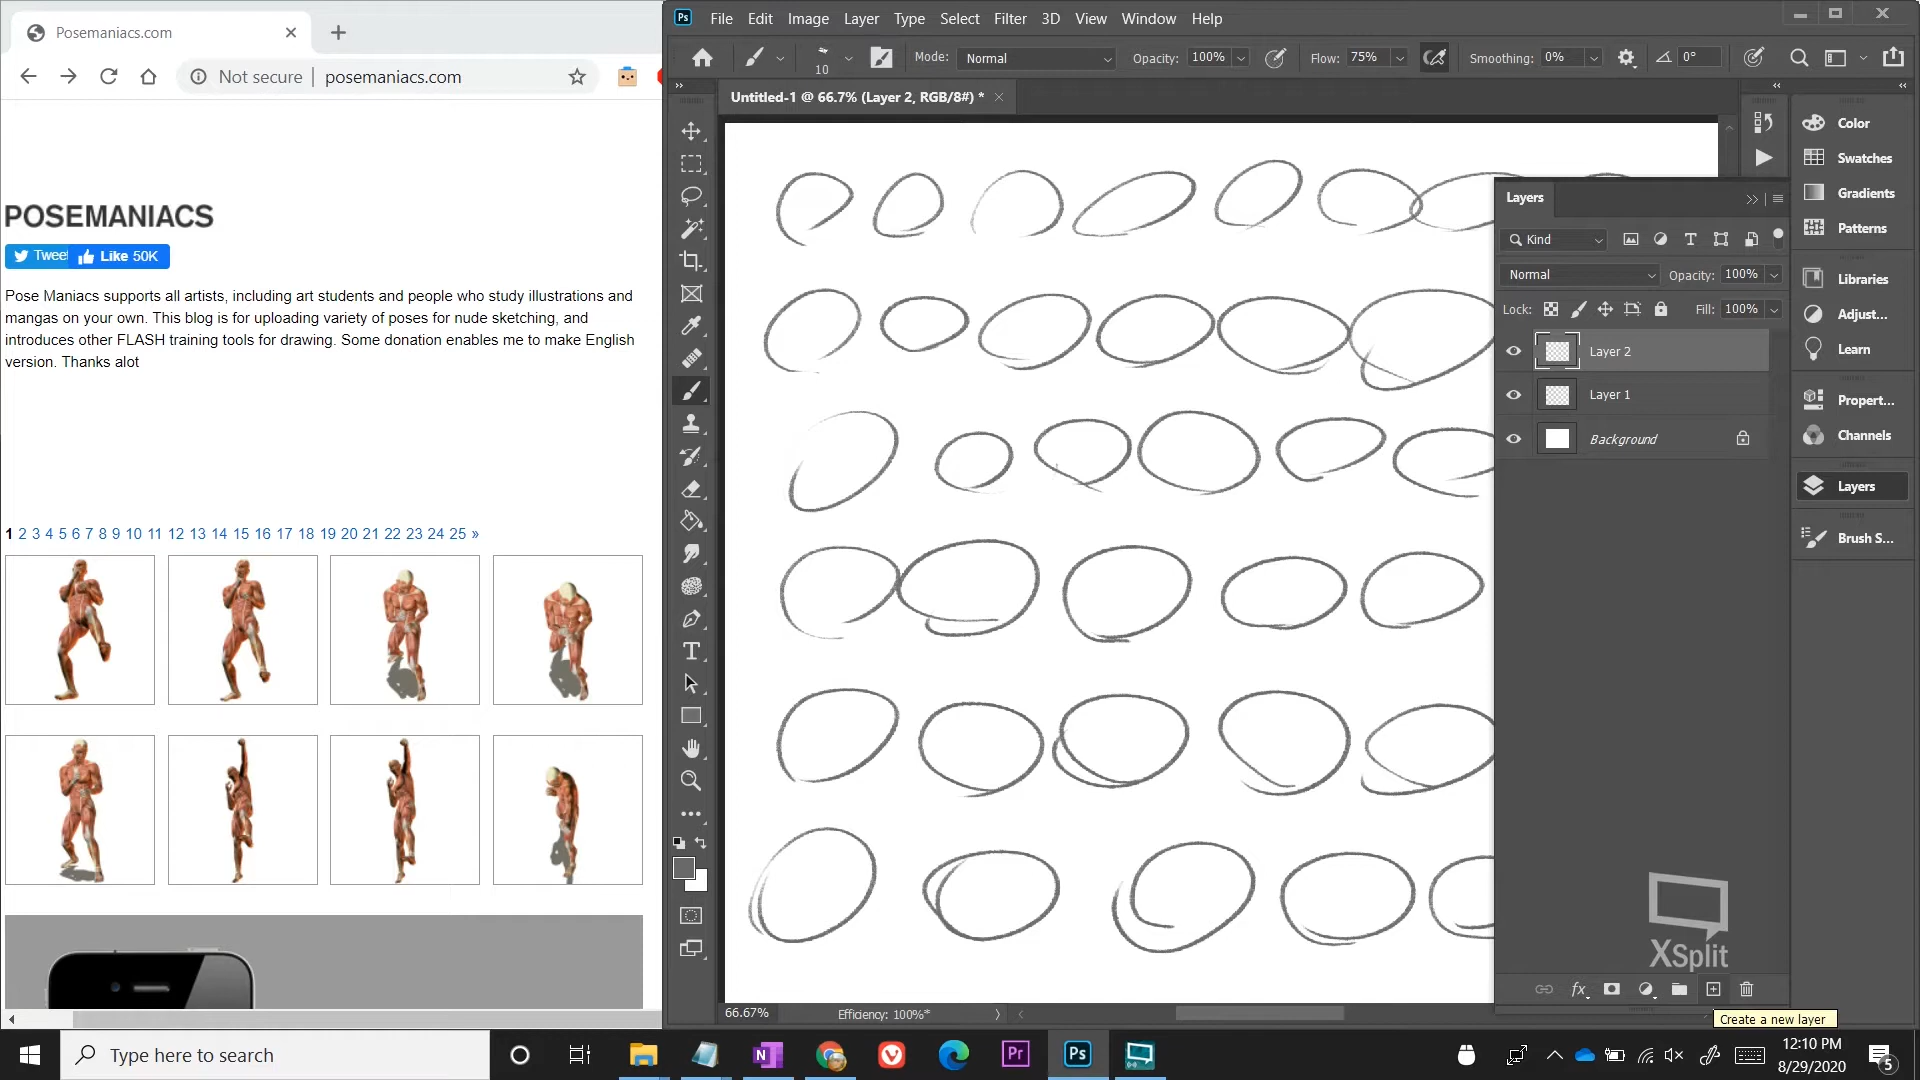 Posemaniacs.com
Not secure
posemaniacs.com
POSEMANIACS
Tweet
Like 50K
Pose Maniacs supports all artists, including art students and people who study illustrations and
mangas on your own. This blog is for uploading variety of poses for nude sketching, and
introduces other FLASH training tools for drawing. Some donation enables me to make English
version. Thanks alot
1 2 3 4 5 6 7 8 9 10 11 12 13 14 15 16 17 18 19 20 21 22 23 24 25 »
Ps File Edit Image Layer Type Select Filter 3D View Window Help
10 Mode: Normal Opacity: 100% Flow: 75% Smoothing: 0% 0°
Untitled-1 @ 66.7% (Layer 2, RGB/8#) *
Layers
Kind
Normal Opacity: 100%
Lock: Fill: 100%
Layer 2
Layer 1
Background
Color
Swatches
Gradients
Patterns
Libraries
Adjust...
Learn
Propert...
Channels
Layers
Brush S...
XSplit
fx
Create a new layer
66.67% Efficiency: 100%*
Type here to search
N
Pr
Ps
12:10 PM
8/29/2020
5